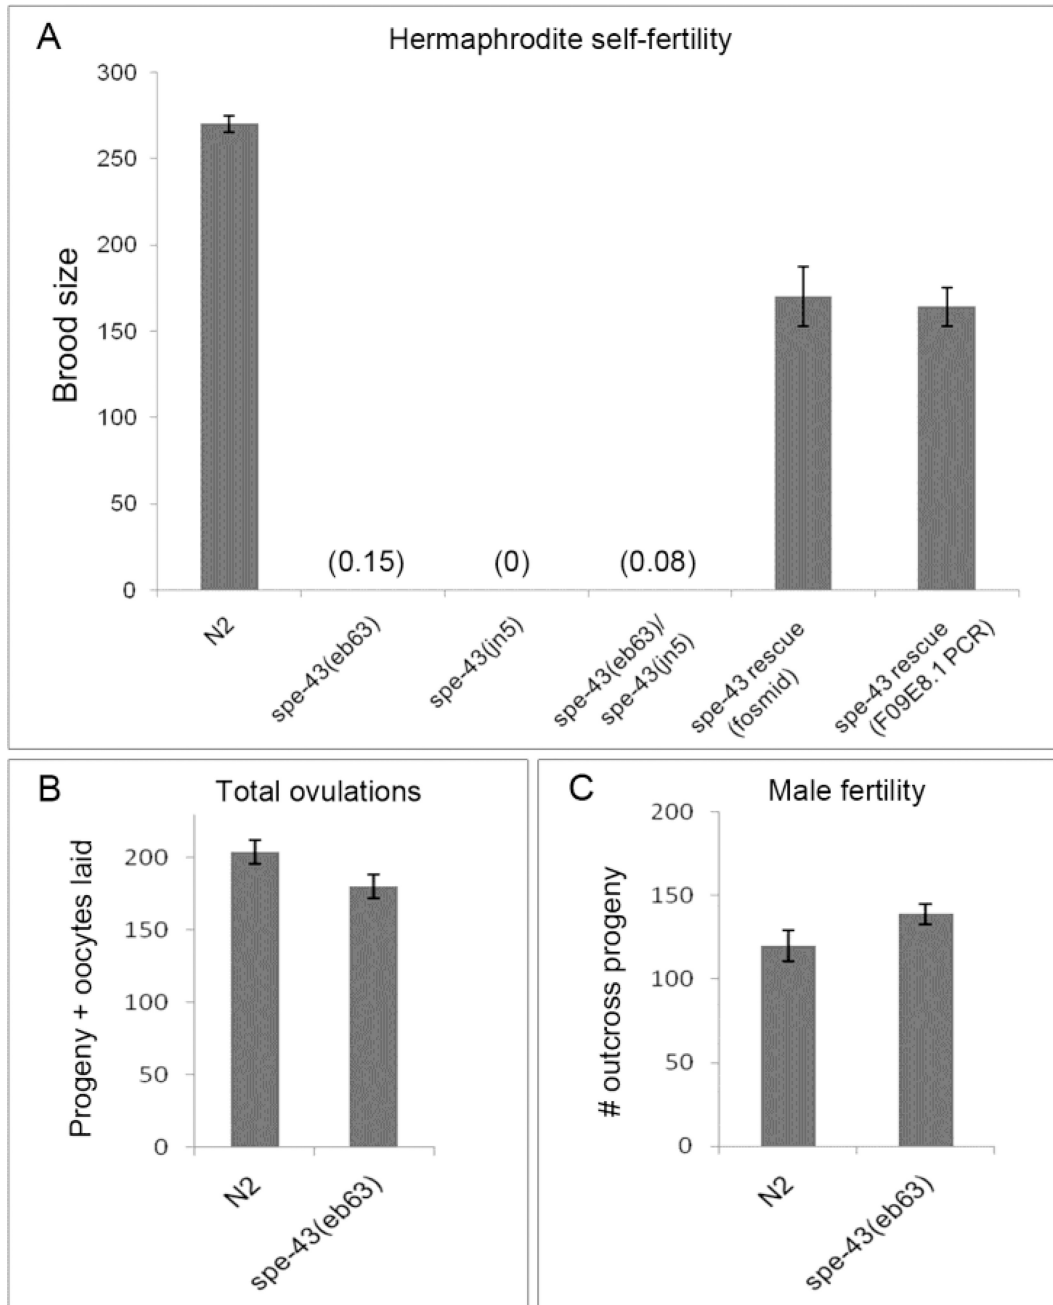 A
Hermaphrodite self-fertility
Brood size
300
250
200
150
100
50
0
(0.15)
(0)
(0.08)
N2
spe-43(eb63)
spe-43(jn5)
spe-43(eb63)/
spe-43(jn5)
spe-43 rescue
(fosmid)
spe-43 rescue
(F09E8.1 PCR)
B
Total ovulations
Progeny + oocytes laid
200
150
100
50
0
N2
spe-43(eb63)
C
Male fertility
# outcross progeny
200
150
100
50
0
N2
spe-43(eb63)